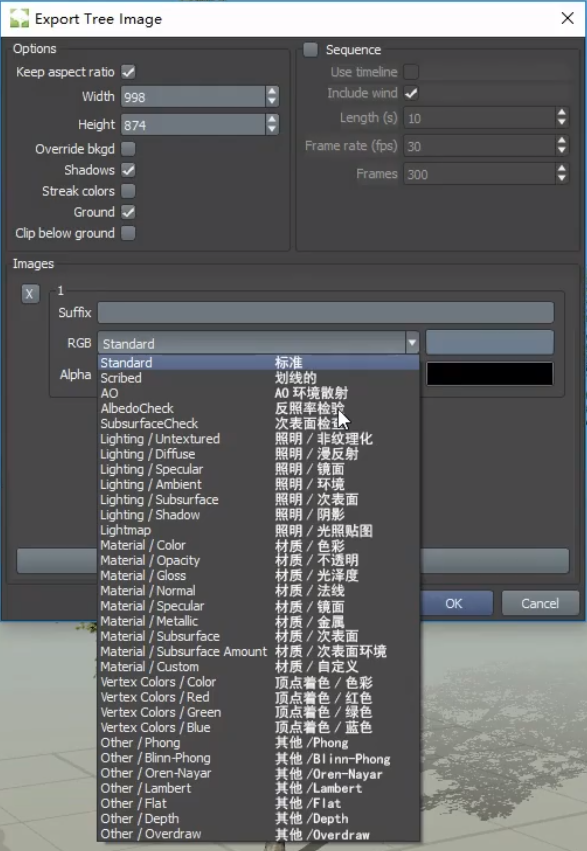 Export Tree Image
Options
Keep aspect ratio
Width 998
Height 874
Override bkgd
Shadows
Streak colors
Ground
Clip below ground
Sequence
Use timeline
Include wind
Length (s) 10
Frame rate (fps) 30
Frames 300
Images
X
1
Suffix
RGB Standard
Alpha
Standard 标准
Scribed 划线的
AO AO 环境散射
AlbedoCheck 反照率检验
SubsurfaceCheck 次表面检查
Lighting / Untextured 照明 / 非纹理化
Lighting / Diffuse 照明 / 漫反射
Lighting / Specular 照明 / 镜面
Lighting / Ambient 照明 / 环境
Lighting / Subsurface 照明 / 次表面
Lighting / Shadow 照明 / 阴影
Lightmap 照明 / 光照贴图
Material / Color 材质 / 色彩
Material / Opacity 材质 / 不透明
Material / Gloss 材质 / 光泽度
Material / Normal 材质 / 法线
Material / Specular 材质 / 镜面
Material / Metallic 材质 / 金属
Material / Subsurface 材质 / 次表面
Material / Subsurface Amount 材质 / 次表面环境
Material / Custom 材质 / 自定义
Vertex Colors / Color 顶点着色 / 色彩
Vertex Colors / Red 顶点着色 / 红色
Vertex Colors / Green 顶点着色 / 绿色
Vertex Colors / Blue 顶点着色 / 蓝色
Other / Phong 其他 /Phong
Other / Blinn-Phong 其他 /Blinn-Phong
Other / Oren-Nayar 其他 /Oren-Nayar
Other / Lambert 其他 /Lambert
Other / Flat 其他 /Flat
Other / Depth 其他 /Depth
Other / Overdraw 其他 /Overdraw
OK
Cancel